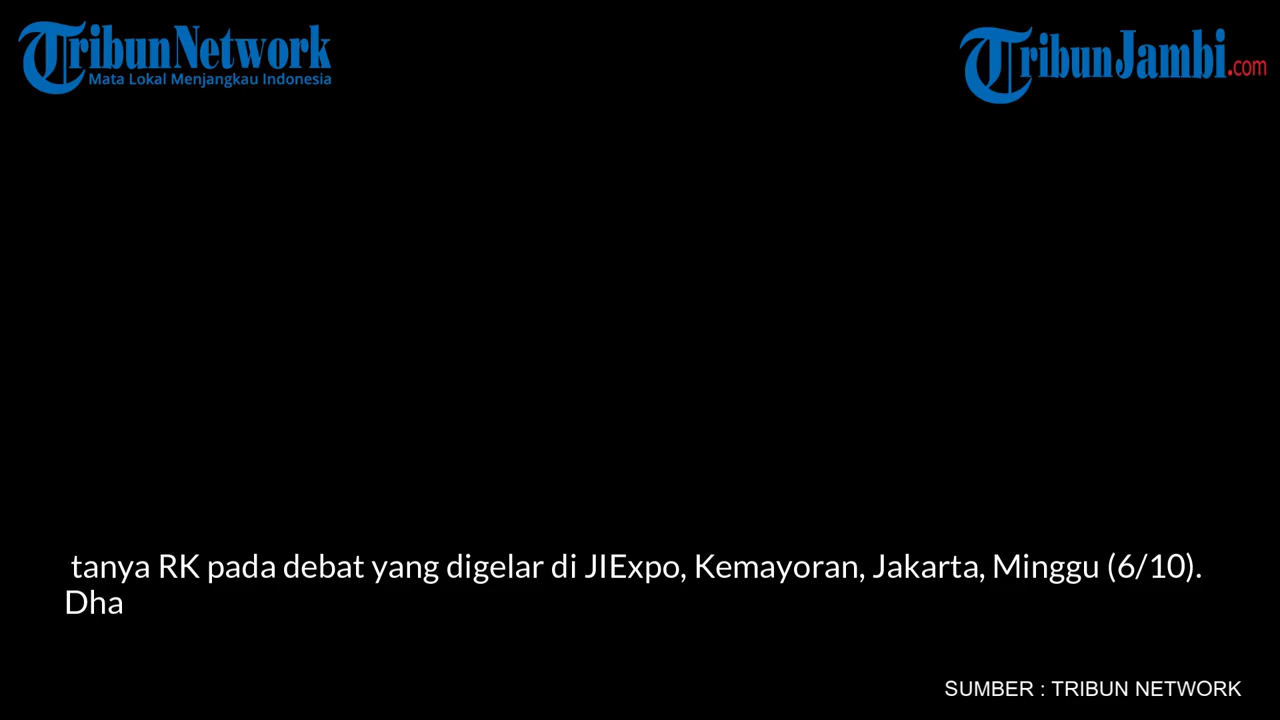 TribunNetwork
Mata Lokal Menjangkau Indonesia
TribunJambi.com
tanya RK pada debat yang digelar di JIExpo, Kemayoran, Jakarta, Minggu (6/10).
Dha
SUMBER : TRIBUN NETWORK